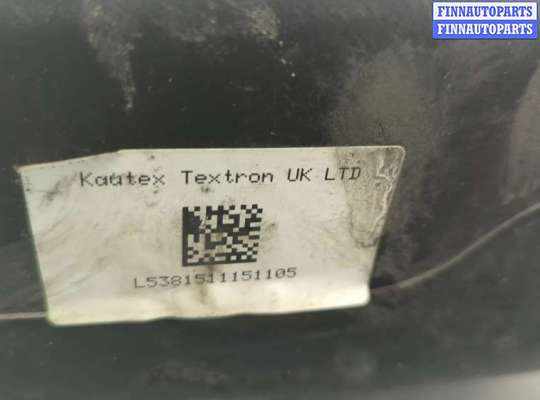 FINNAUTOPARTS
FINNAUTOPARTS
Kautex Textron UK LTD
L5381511151105